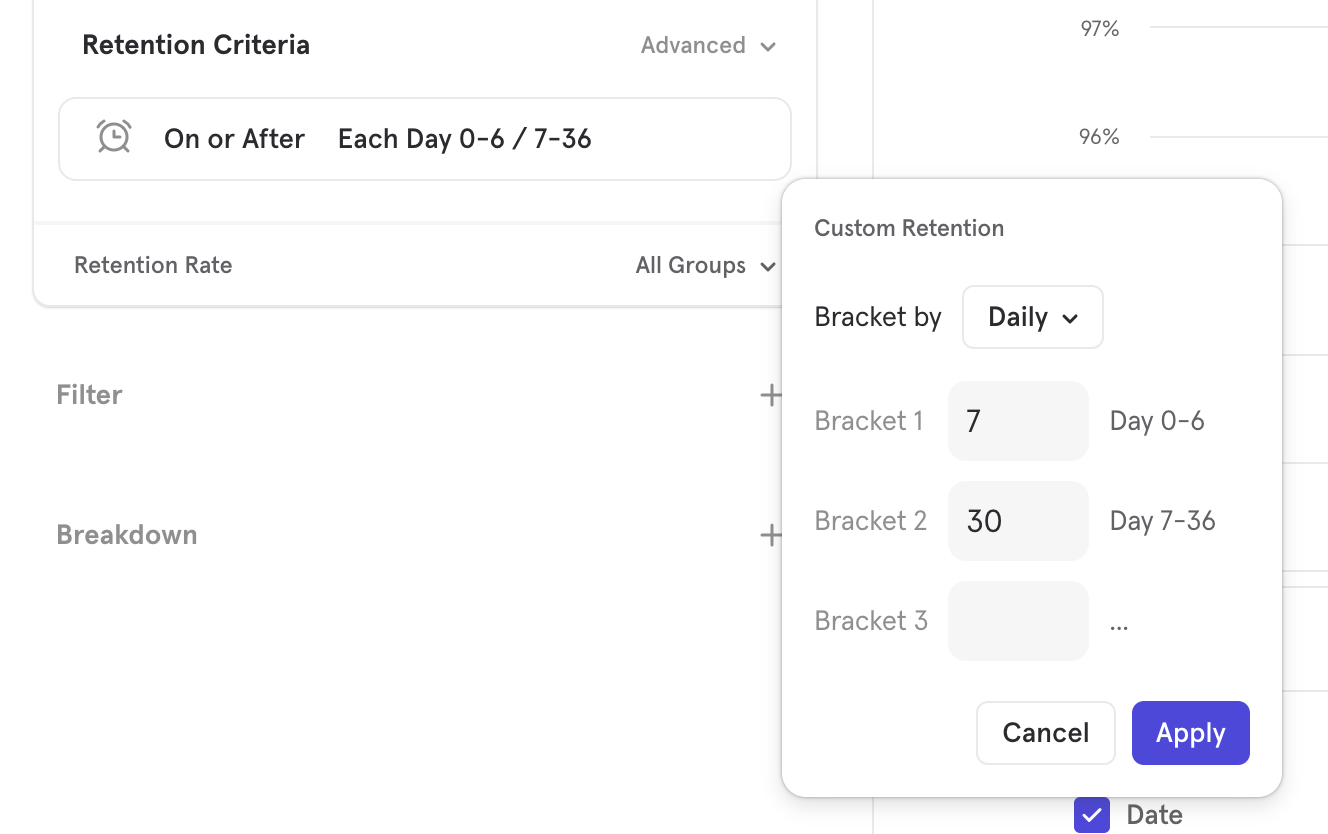 Retention Criteria
Advanced
On or After Each Day 0-6 / 7-36
Retention Rate
All Groups
Filter
Breakdown
97%
96%
Custom Retention
Bracket by Daily
Bracket 1 7 Day 0-6
Bracket 2 30 Day 7-36
Bracket 3 ...
Cancel Apply
Date